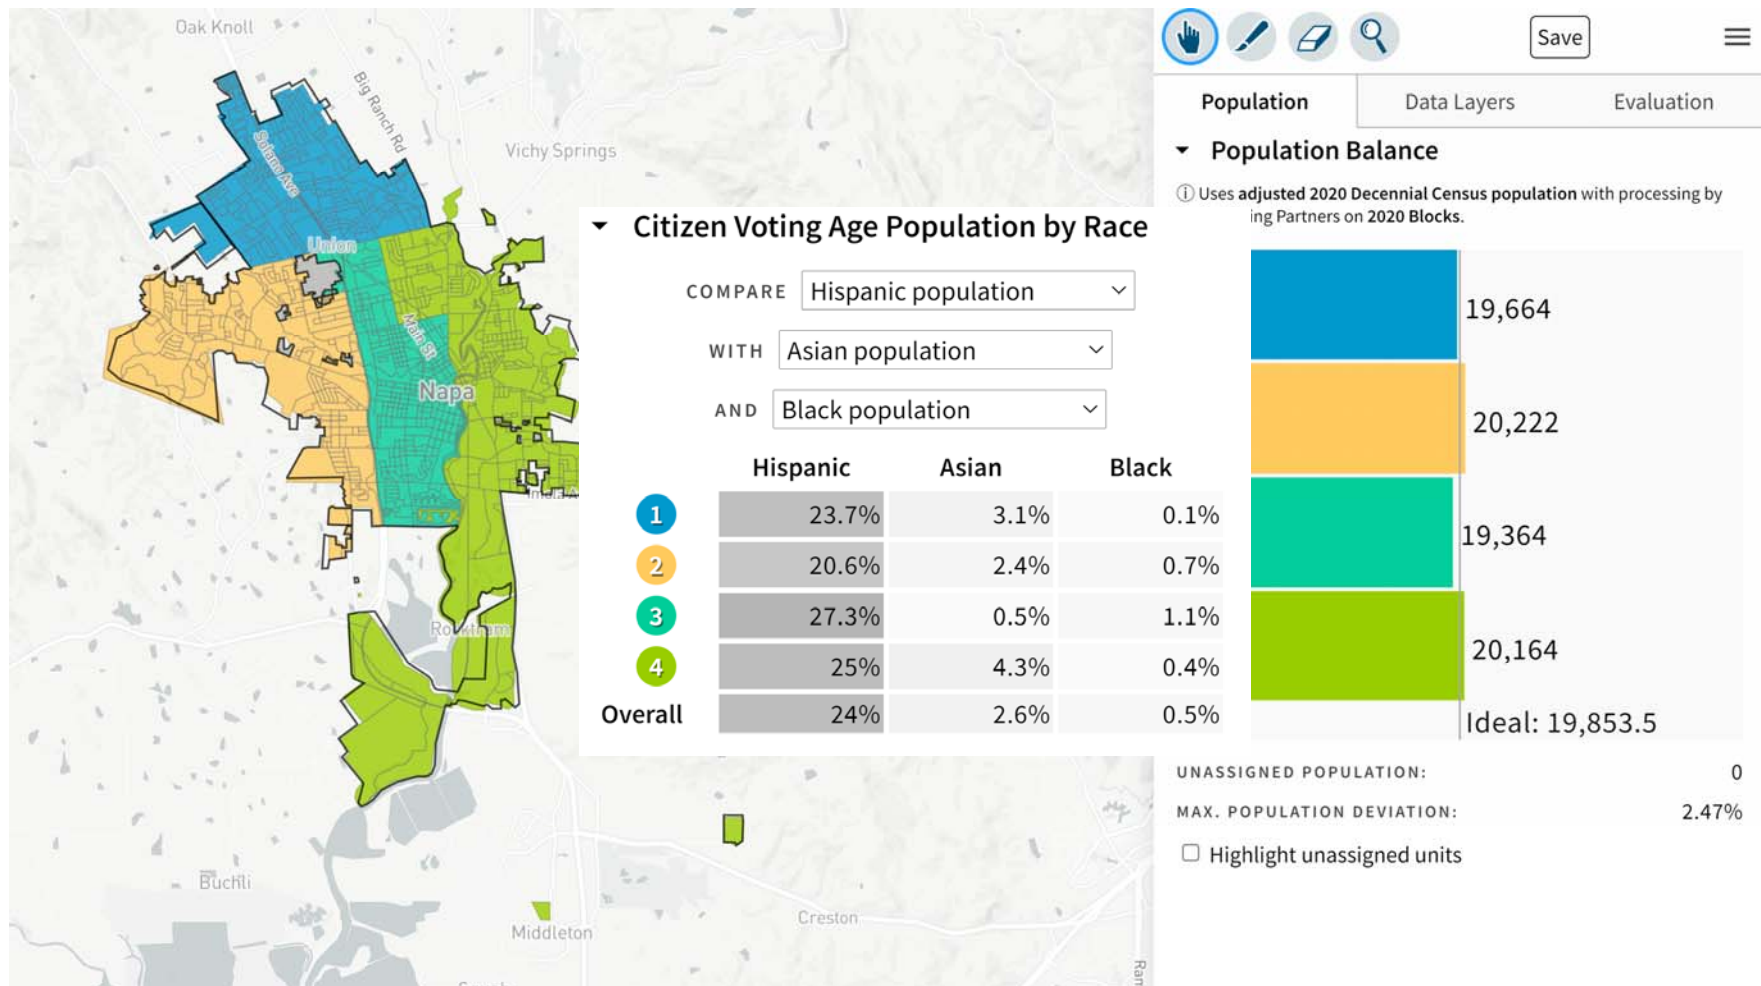 Oak Knoll
Big Ranch Rd
Solano Ave
Vichy Springs
Union
Main St
Napa
Imola A
Rocktram
Buchli
Middleton
Creston
Save
Population
Data Layers
Evaluation
Population Balance
Uses adjusted 2020 Decennial Census population with processing by
ing Partners on 2020 Blocks.
Citizen Voting Age Population by Race
COMPARE Hispanic population
WITH Asian population
AND Black population
Hispanic Asian Black
1 23.7% 3.1% 0.1%
2 20.6% 2.4% 0.7%
3 27.3% 0.5% 1.1%
4 25% 4.3% 0.4%
Overall 24% 2.6% 0.5%
19,664
20,222
19,364
20,164
Ideal: 19,853.5
UNASSIGNED POPULATION: 0
MAX. POPULATION DEVIATION: 2.47%
Highlight unassigned units
Ram